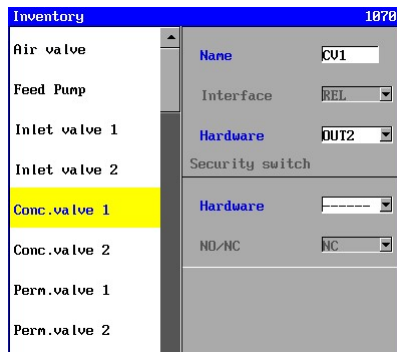 Inventory 1070
Air valve
Feed Pump
Inlet valve 1
Inlet valve 2
Conc.valve 1
Conc.valve 2
Perm.valve 1
Perm.valve 2
Name CV1
Interface REL
Hardware OUT2
Security switch
Hardware ------
NO/NC NC